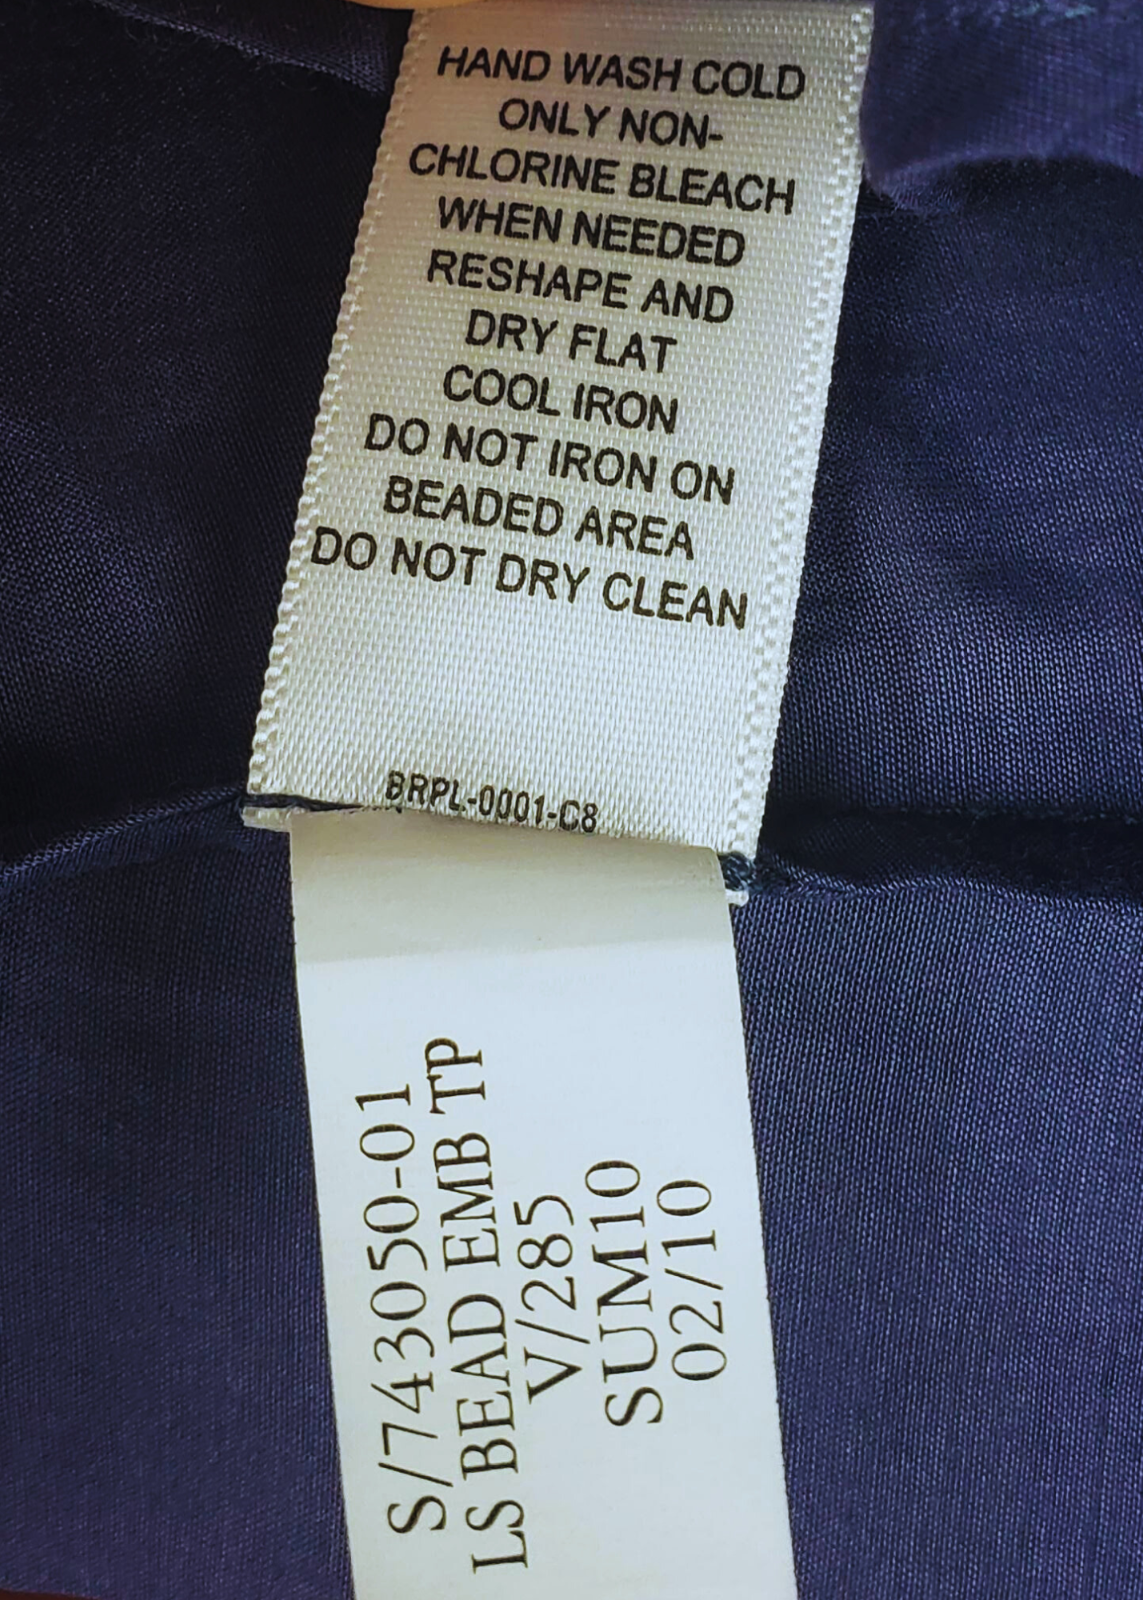 HAND WASH COLD
ONLY NON-
CHLORINE BLEACH
WHEN NEEDED
RESHAPE AND
DRY FLAT
COOL IRON
DO NOT IRON ON
BEADED AREA
DO NOT DRY CLEAN
BRPL-0001-C8
S/743050-01
LS BEAD EMB TP
V/285
SUM10
02/10